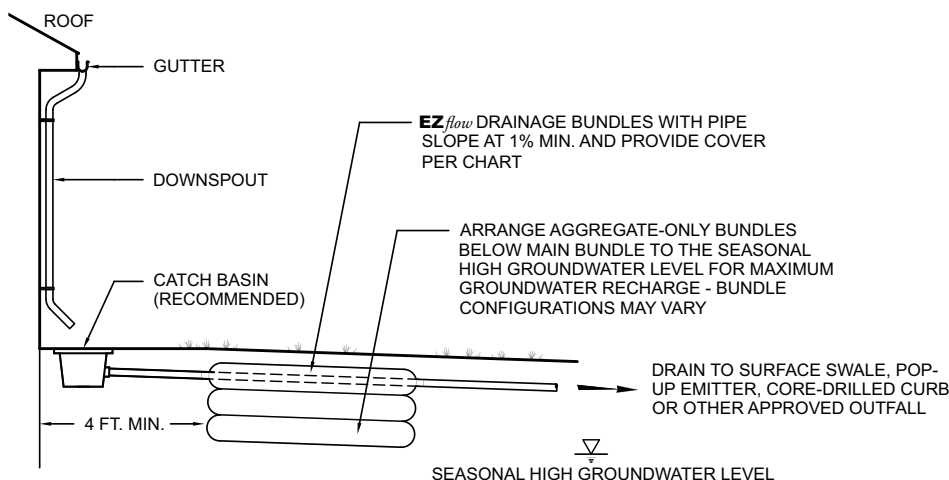 ROOF
GUTTER
EZflow DRAINAGE BUNDLES WITH PIPE
SLOPE AT 1% MIN. AND PROVIDE COVER
PER CHART
DOWNSPOUT
ARRANGE AGGREGATE-ONLY BUNDLES
BELOW MAIN BUNDLE TO THE SEASONAL
HIGH GROUNDWATER LEVEL FOR MAXIMUM
GROUNDWATER RECHARGE - BUNDLE
CONFIGURATIONS MAY VARY
CATCH BASIN
(RECOMMENDED)
DRAIN TO SURFACE SWALE, POP-
UP EMITTER, CORE-DRILLED CURB
OR OTHER APPROVED OUTFALL
4 FT. MIN.
SEASONAL HIGH GROUNDWATER LEVEL